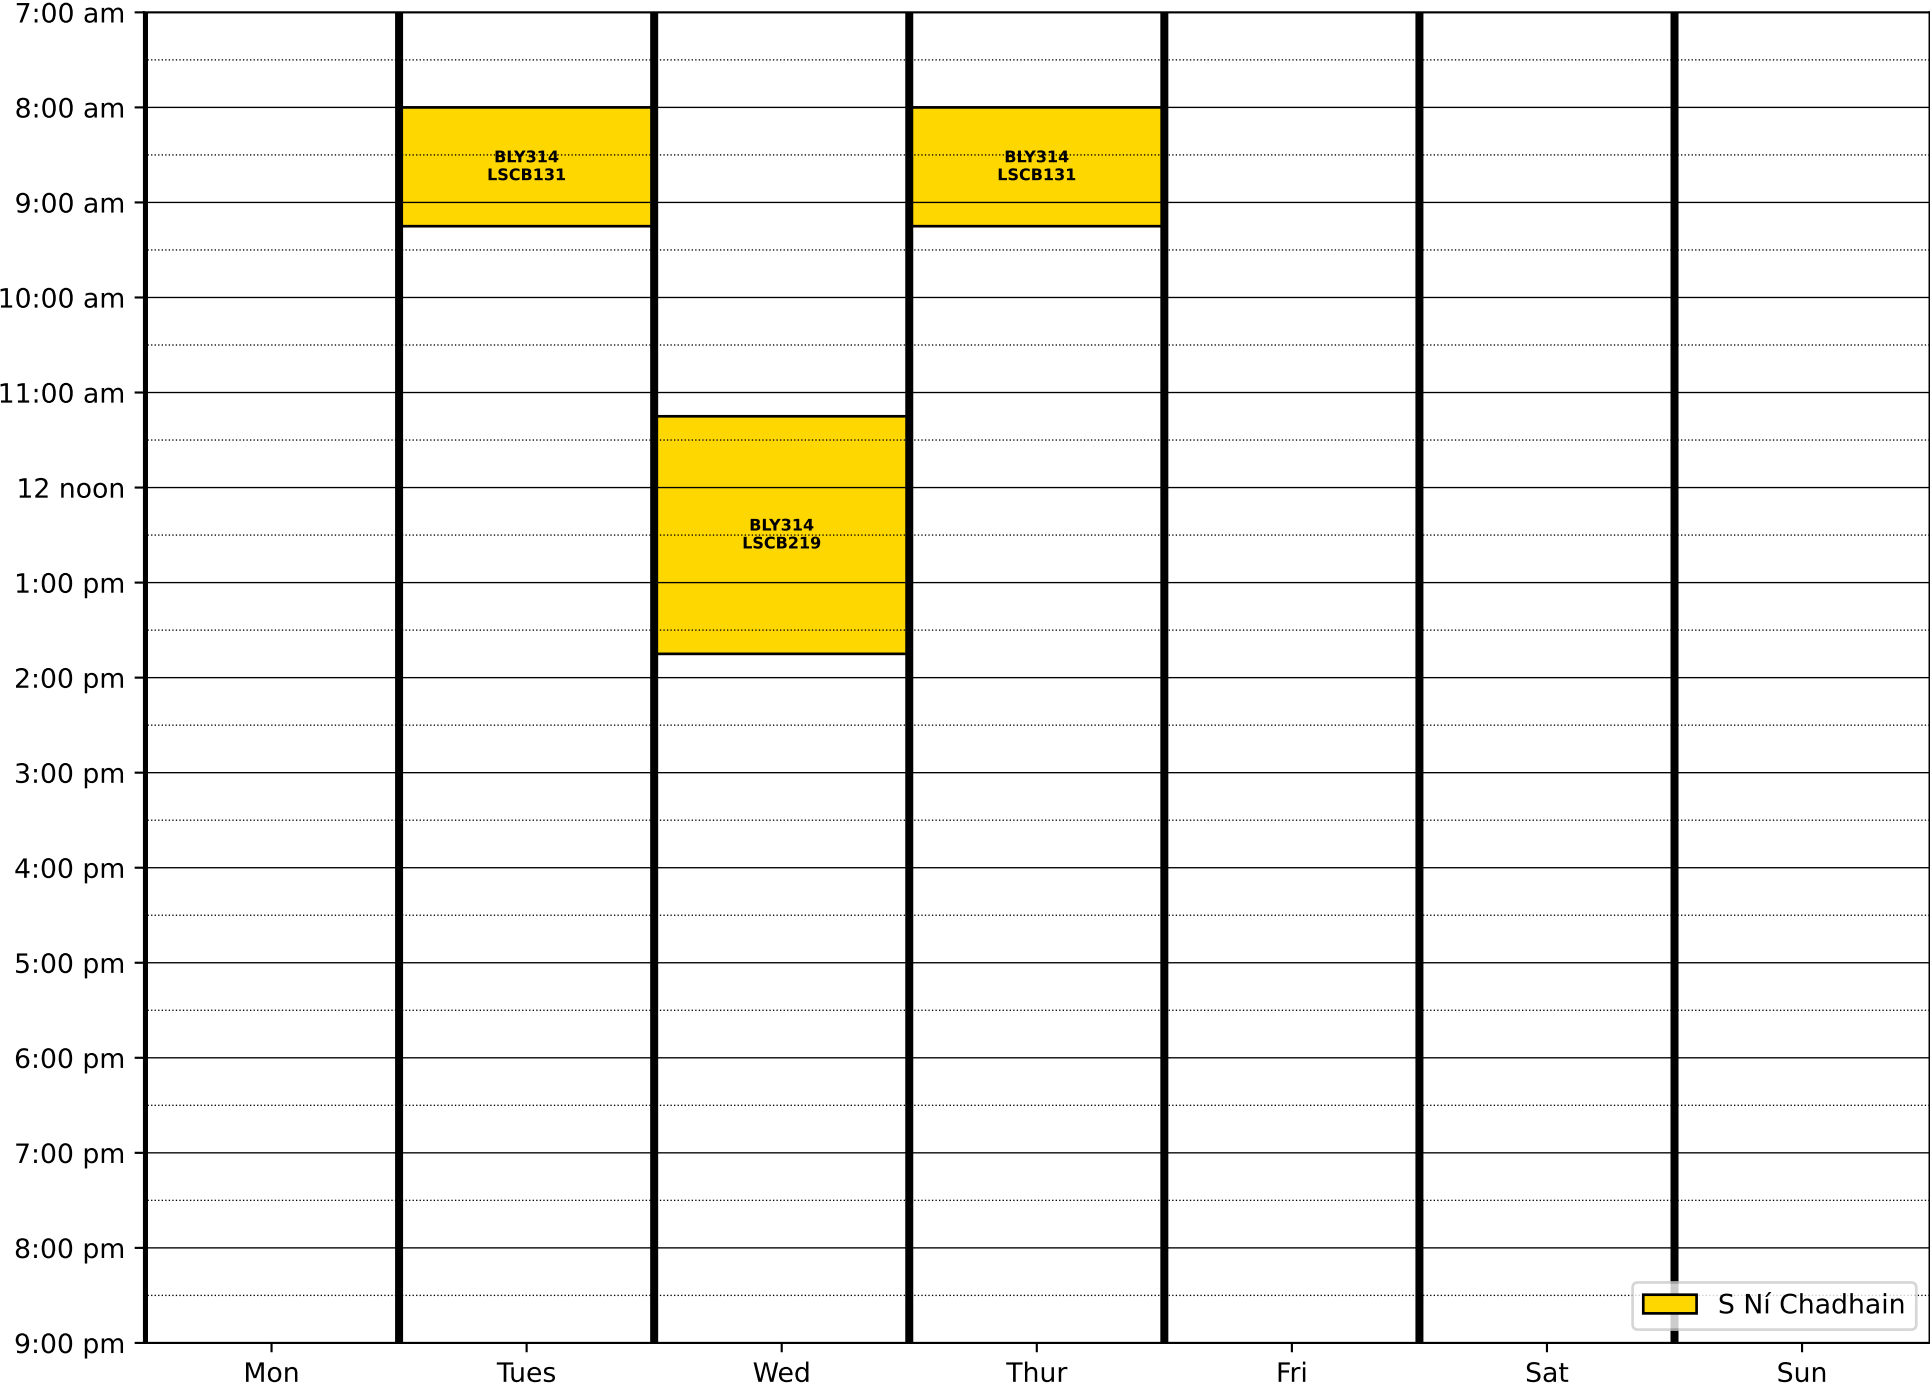 7:00 am
8:00 am
BLY314
LSCB131
BLY314
LSCB131
9:00 am
10:00 am
11:00 am
12 noon
BLY314
LSCB219
1:00 pm
2:00 pm
3:00 pm
4:00 pm
5:00 pm
6:00 pm
7:00 pm
8:00 pm
S Ní Chadhain
9:00 pm
Mon Tues Wed Thur Fri Sat Sun